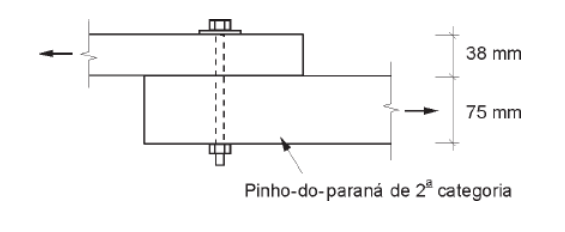 38 mm
75 mm
Pinho-do-paraná de 2ª categoria